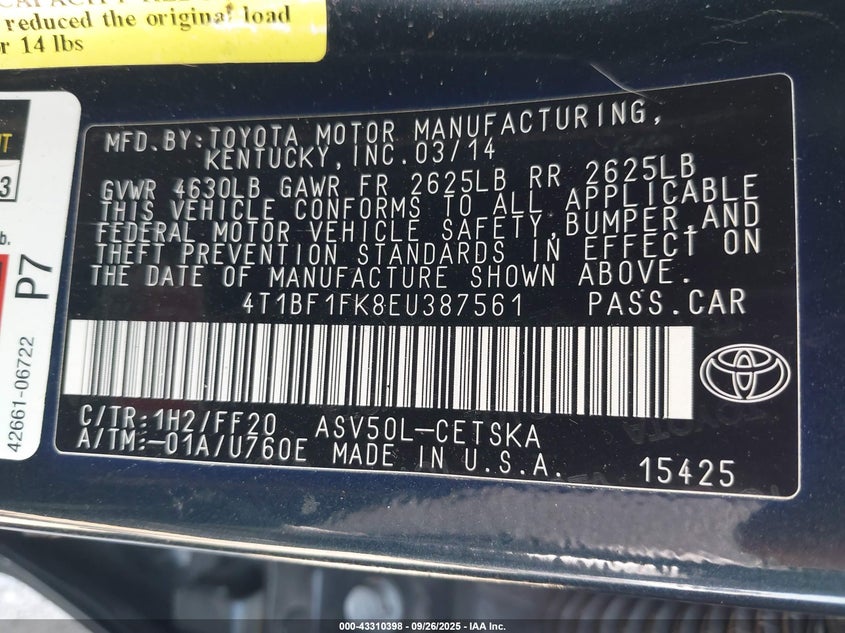 reduced the original load
r 14 lbs
MFD.BY:TOYOTA MOTOR MANUFACTURING,
KENTUCKY,INC.03/14
GVWR 4630LB GAWR FR 2625LB RR 2625LB
THIS VEHICLE CONFORMS TO ALL APPLICABLE
FEDERAL MOTOR VEHICLE SAFETY,BUMPER,AND
THEFT PREVENTION STANDARDS IN EFFECT ON
THE DATE OF MANUFACTURE SHOWN ABOVE.
4T1BF1FK8EU387561 PASS.CAR
C/TR:1H2/FF20 ASV50L-CETSKA
A/TM:-01A/U760E MADE IN U.S.A. 15425
3
b.
P7
42661-06722
000-43310398 - 09/26/2025 - IAA Inc.